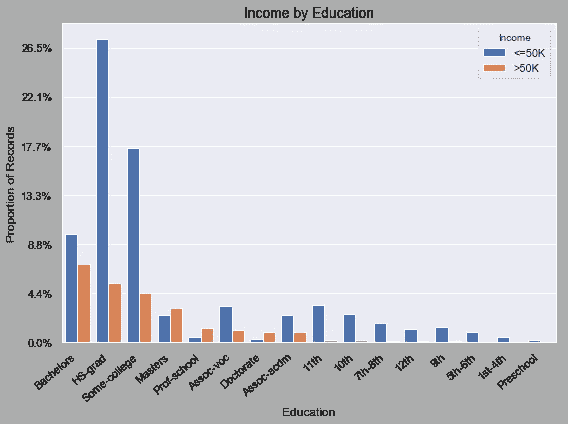 Income by Education
Income
<=50K
>50K
Proportion of Records
26.5%
22.1%
17.7%
13.3%
8.8%
4.4%
0.0%
Bachelors
HS-grad
Some-college
Masters
Prof-school
Assoc-voc
Doctorate
Assoc-acdm
11th
10th
7th-8th
12th
9th
5th-6th
1st-4th
Preschool
Education